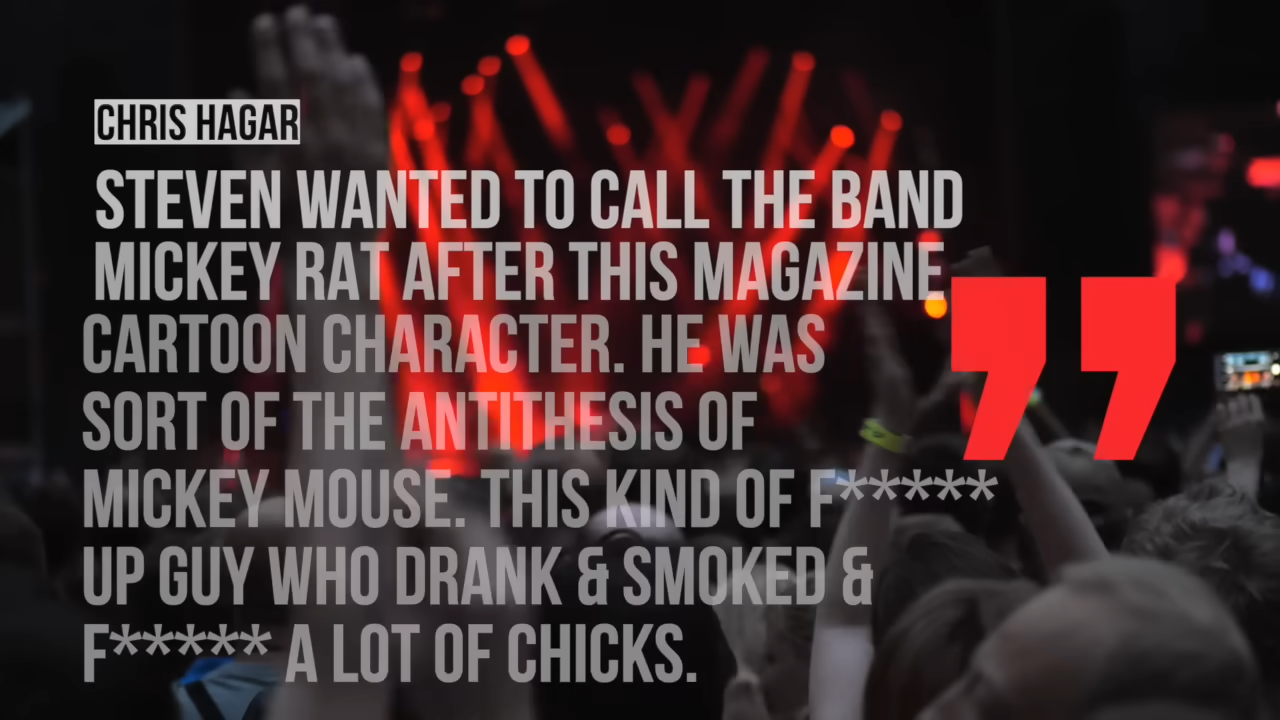 CHRIS HAGAR
STEVEN WANTED TO CALL THE BAND
MICKEY RAT AFTER THIS MAGAZINE
CARTOON CHARACTER. HE WAS
SORT OF THE ANTITHESIS OF
MICKEY MOUSE. THIS KIND OF F*****
UP GUY WHO DRANK & SMOKED &
F***** A LOT OF CHICKS.
”